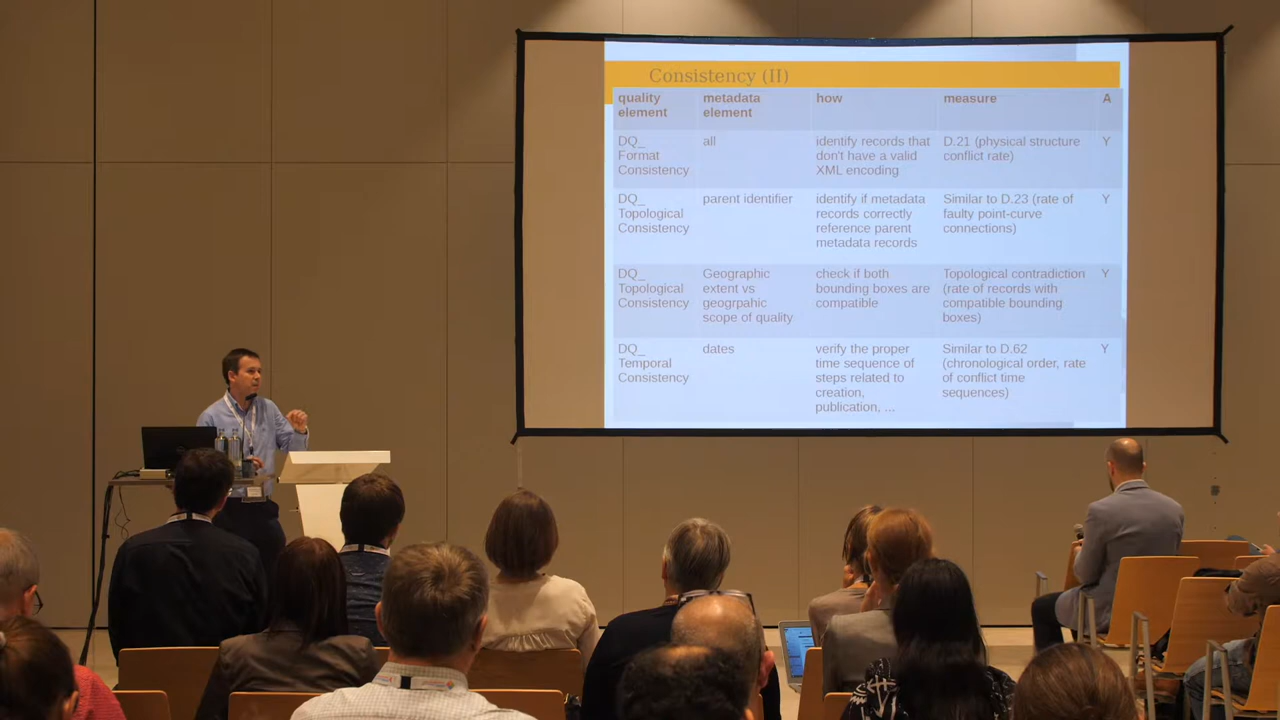 Consistency (II)
quality element
metadata element
how
measure
A
DQ_
Format
Consistency
all
identify records that
don't have a valid
XML encoding
D.21 (physical structure
conflict rate)
Y
DQ_
Topological
Consistency
parent identifier
identify if metadata
records correctly
reference parent
metadata records
Similar to D.23 (rate of
faulty point-curve
connections)
Y
DQ_
Topological
Consistency
Geographic
extent vs
geogrpahic
scope of quality
check if both
bounding boxes are
compatible
Topological contradiction
(rate of records with
compatible bounding
boxes)
Y
DQ_
Temporal
Consistency
dates
verify the proper
time sequence of
steps related to
creation,
publication, ...
Similar to D.62
(chronological order, rate
of conflict time
sequences)
Y